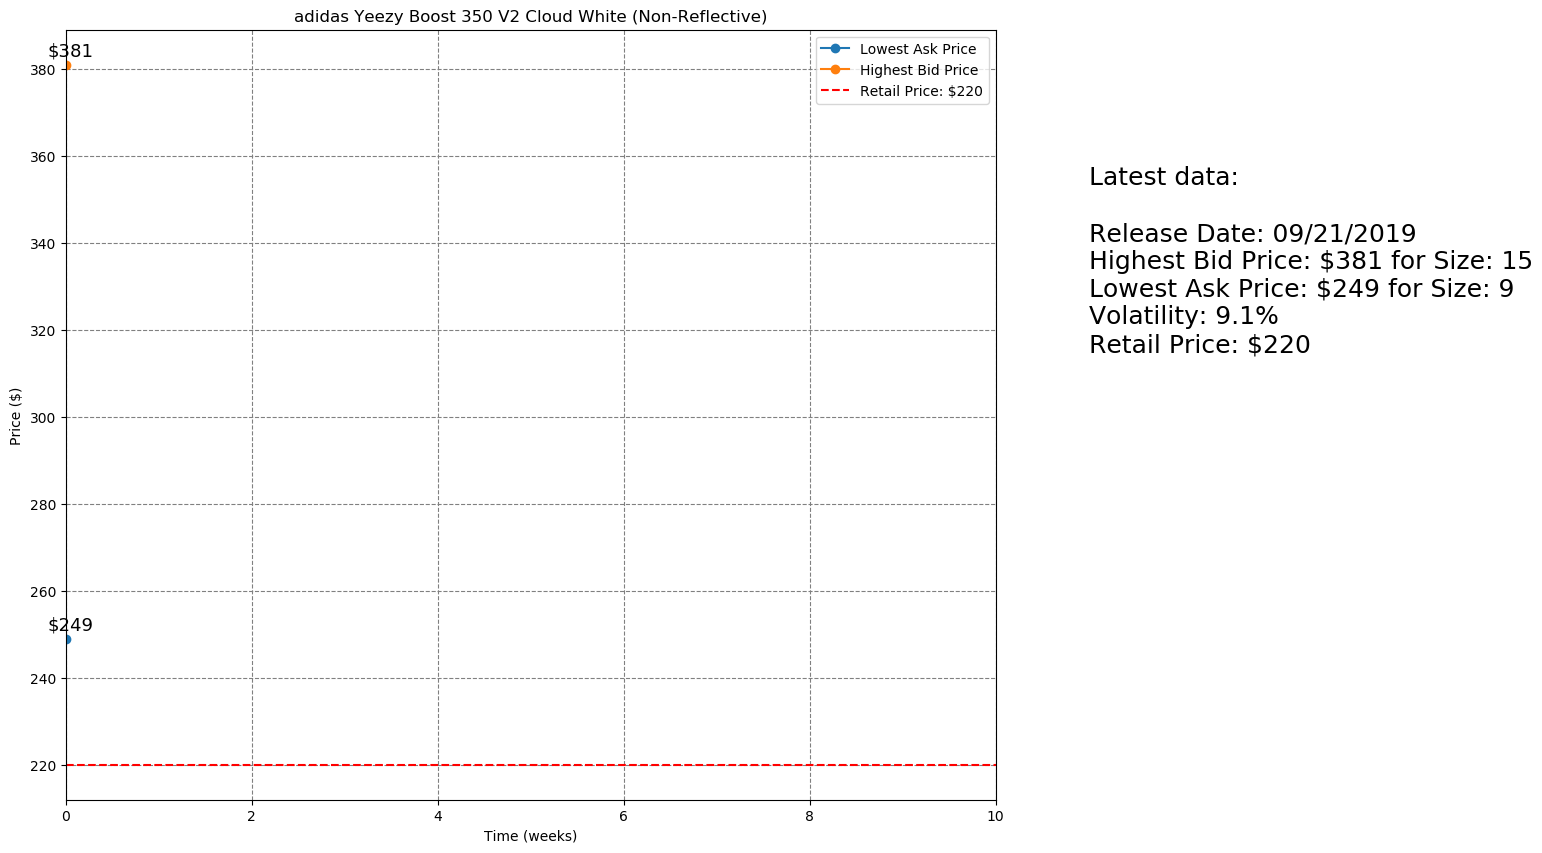 adidas Yeezy Boost 350 V2 Cloud White (Non-Reflective)
$381
$249
Lowest Ask Price
Highest Bid Price
Retail Price: $220
380
360
340
320
300
280
260
240
220
Price ($)
0 2 4 6 8 10
Time (weeks)
Latest data:
Release Date: 09/21/2019
Highest Bid Price: $381 for Size: 15
Lowest Ask Price: $249 for Size: 9
Volatility: 9.1%
Retail Price: $220